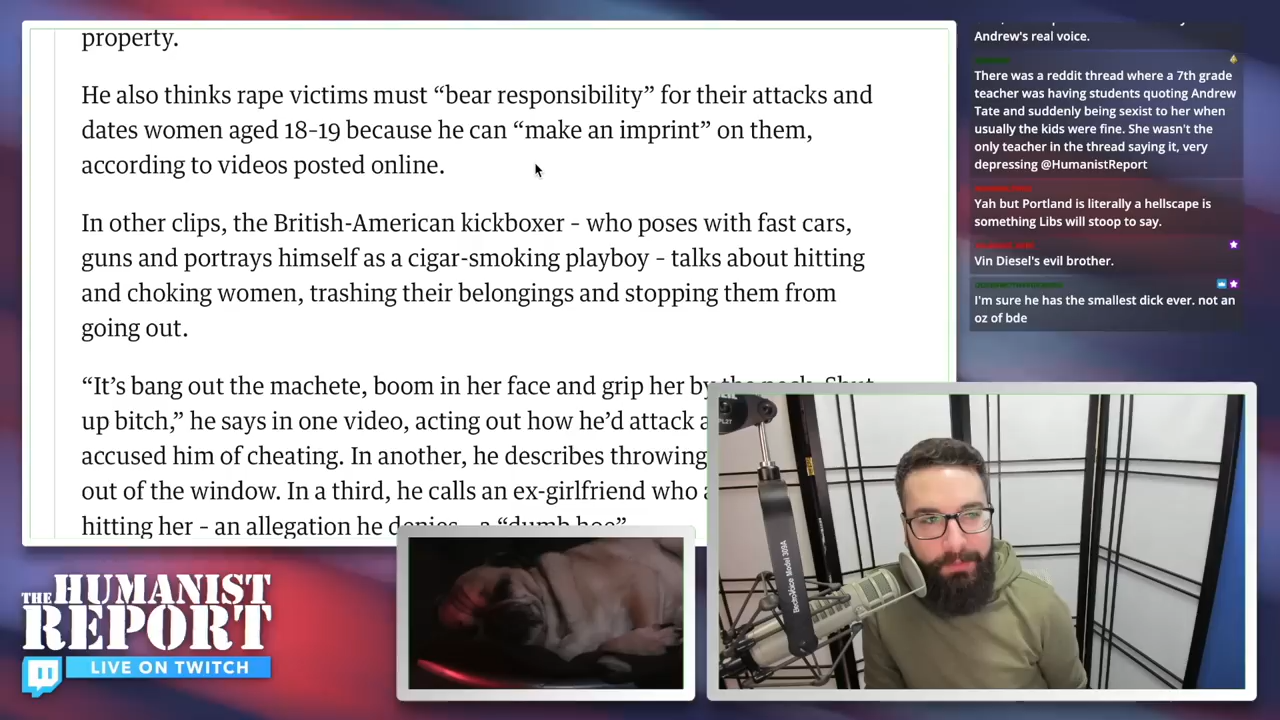 property.
He also thinks rape victims must “bear responsibility” for their attacks and
dates women aged 18–19 because he can “make an imprint” on them,
according to videos posted online.
In other clips, the British-American kickboxer – who poses with fast cars,
guns and portrays himself as a cigar-smoking playboy – talks about hitting
and choking women, trashing their belongings and stopping them from
going out.
“It’s bang out the machete, boom in her face and grip her by the neck. Shut
up bitch,” he says in one video, acting out how he’d attack
accused him of cheating. In another, he describes throwing
out of the window. In a third, he calls an ex-girlfriend who
hitting her – an allegation he denies – a “dumb hoe”
Andrew's real voice.
There was a reddit thread where a 7th grade
teacher was having students quoting Andrew
Tate and suddenly being sexist to her when
usually the kids were fine. She wasn't the
only teacher in the thread saying it, very
depressing @HumanistReport
Yah but Portland is literally a hellscape is
something Libs will stoop to say.
Vin Diesel's evil brother.
I'm sure he has the smallest dick ever. not an
oz of bde
THE HUMANIST
REPORT
LIVE ON TWITCH
ElectroVoice Model 309A